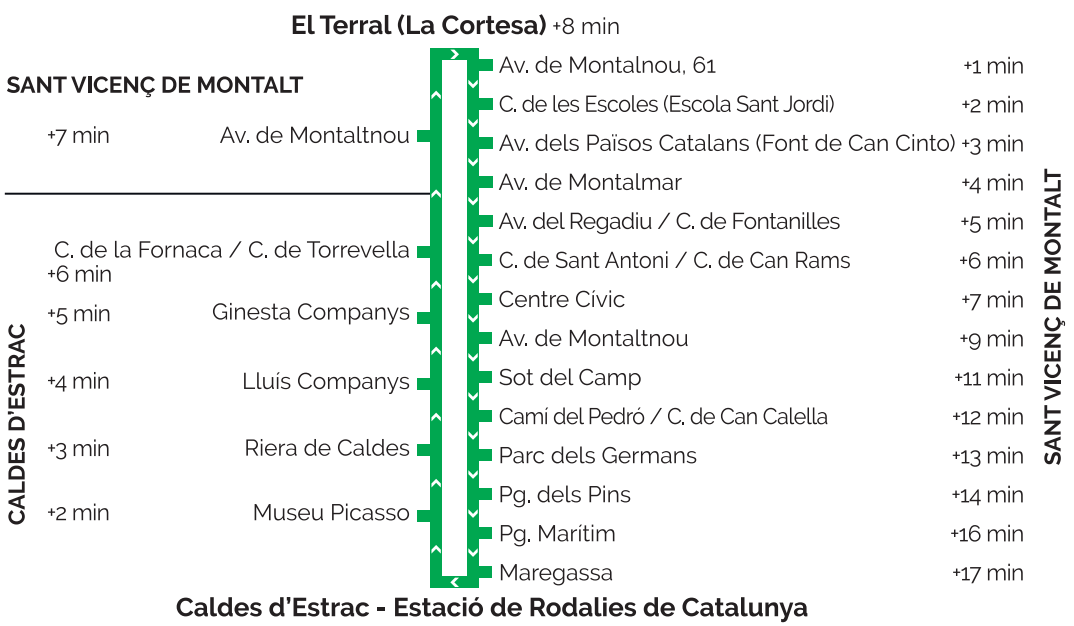 El Terral (La Cortesa) +8 min
SANT VICENÇ DE MONTALT
+7 min Av. de Montaltnou
C. de la Fornaca / C. de Torrevella
+6 min
+5 min Ginesta Companys
+4 min Lluís Companys
+3 min Riera de Caldes
+2 min Museu Picasso
CALDES D'ESTRAC
Av. de Montalnou, 61 +1 min
C. de les Escoles (Escola Sant Jordi) +2 min
Av. dels Països Catalans (Font de Can Cinto) +3 min
Av. de Montalmar +4 min
Av. del Regadiu / C. de Fontanilles +5 min
C. de Sant Antoni / C. de Can Rams +6 min
Centre Cívic +7 min
Av. de Montaltnou +9 min
Sot del Camp +11 min
Camí del Pedró / C. de Can Calella +12 min
Parc dels Germans +13 min
Pg. dels Pins +14 min
Pg. Marítim +16 min
Maregassa +17 min
SANT VICENÇ DE MONTALT
Caldes d'Estrac - Estació de Rodalies de Catalunya